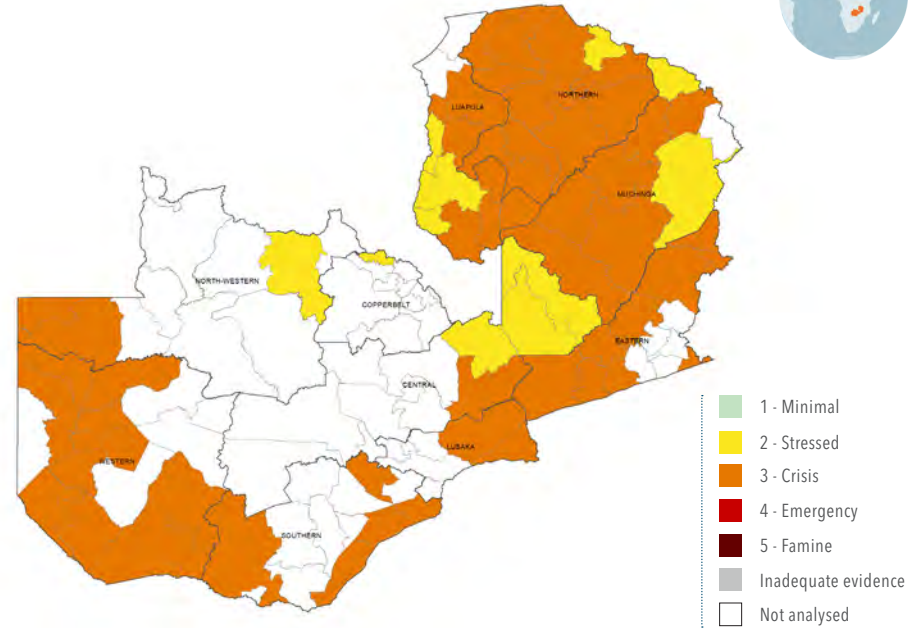 NORTHERN
LUAPULA
MUCHINGA
NORTH-WESTERN
COPPERBELT
EASTERN
CENTRAL
LUSAKA
WESTERN
SOUTHERN
1 - Minimal
2 - Stressed
3 - Crisis
4 - Emergency
5 - Famine
Inadequate evidence
Not analysed